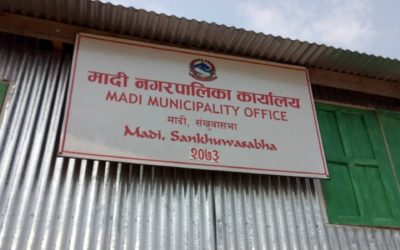 मादी नगरपालिका कार्यालय
MADI MUNICIPALITY OFFICE
मादी, संखुवासभा
Madi, Sankhuwasabha
२०७३